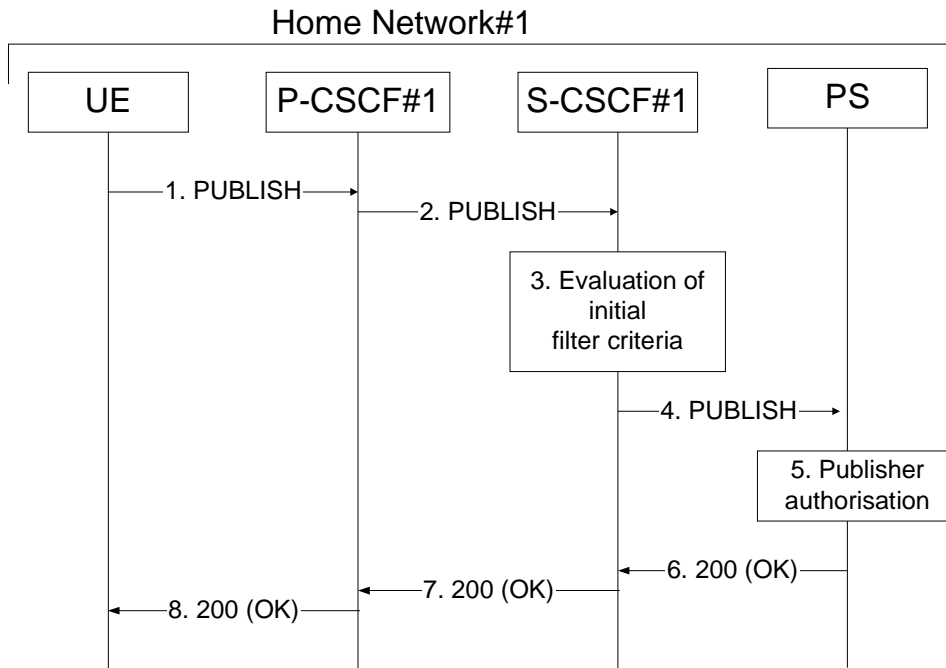 Home Network#1
UE
P-CSCF#1
S-CSCF#1
PS
1. PUBLISH
2. PUBLISH
3. Evaluation of
initial
filter criteria
4. PUBLISH
5. Publisher
authorisation
6. 200 (OK)
7. 200 (OK)
8. 200 (OK)